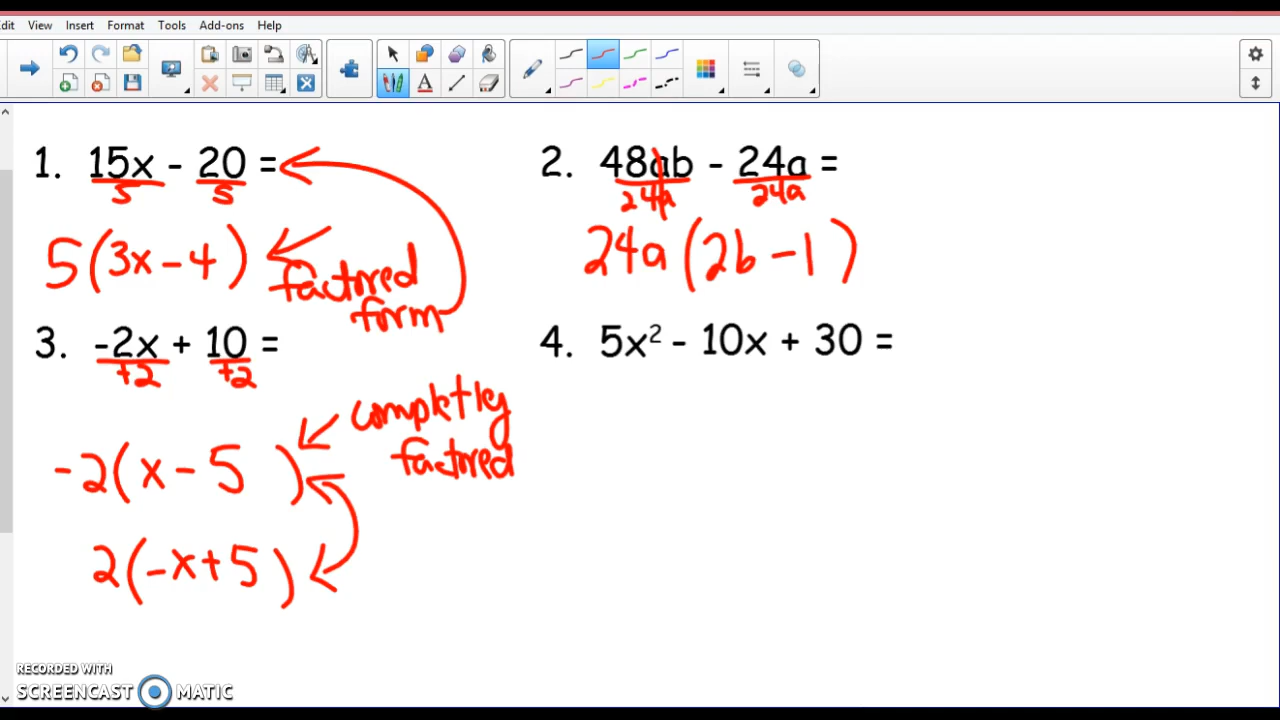 Edit View Insert Format Tools Add-ons Help
1. 15x - 20 =
5 5
5(3x - 4)
factored
form
2. 48ab - 24a =
24a 24a
24a(2b - 1)
3. -2x + 10 =
+2 +2
completly
factored
-2(x - 5 )
2(-x+5)
4. 5x² - 10x + 30 =
RECORDED WITH
SCREENCAST MATIC